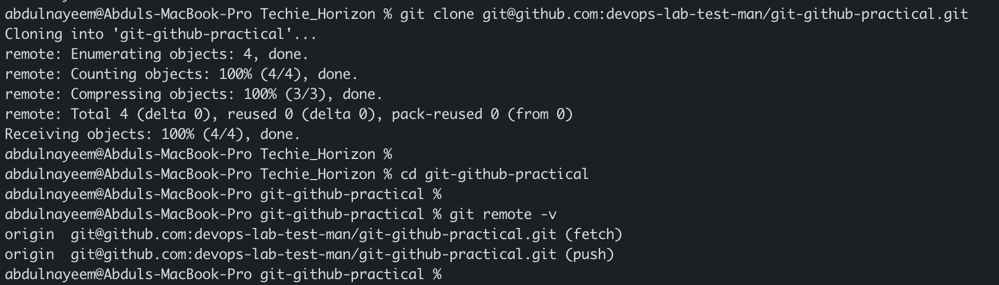 abdulnayeem@Abduls-MacBook-Pro Techie_Horizon % git clone git@github.com:devops-lab-test-man/git-github-practical.git
Cloning into 'git-github-practical'...
remote: Enumerating objects: 4, done.
remote: Counting objects: 100% (4/4), done.
remote: Compressing objects: 100% (3/3), done.
remote: Total 4 (delta 0), reused 0 (delta 0), pack-reused 0 (from 0)
Receiving objects: 100% (4/4), done.
abdulnayeem@Abduls-MacBook-Pro Techie_Horizon %
abdulnayeem@Abduls-MacBook-Pro Techie_Horizon % cd git-github-practical
abdulnayeem@Abduls-MacBook-Pro git-github-practical %
abdulnayeem@Abduls-MacBook-Pro git-github-practical % git remote -v
origin  git@github.com:devops-lab-test-man/git-github-practical.git (fetch)
origin  git@github.com:devops-lab-test-man/git-github-practical.git (push)
abdulnayeem@Abduls-MacBook-Pro git-github-practical %